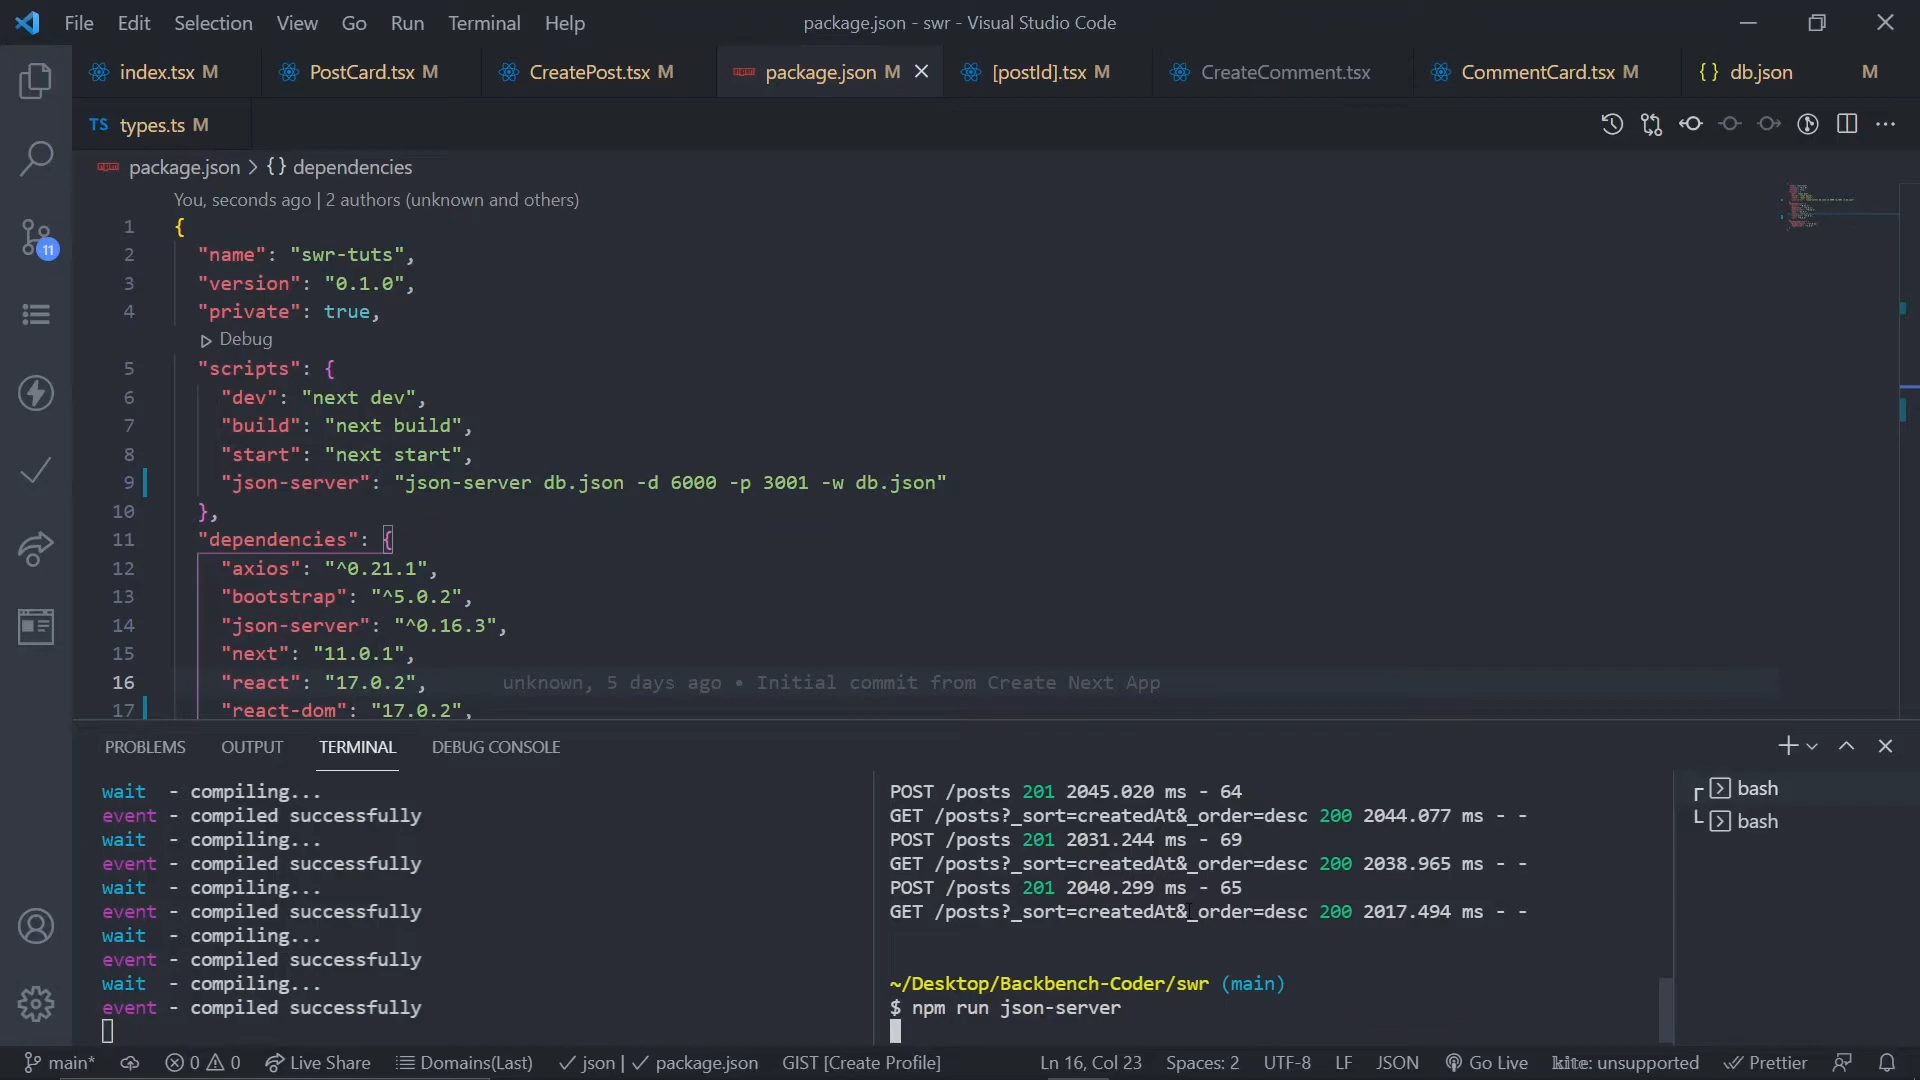 File Edit Selection View Go Run Terminal Help package.json - swr - Visual Studio Code
index.tsx M PostCard.tsx M CreatePost.tsx M package.json M [postId].tsx M CreateComment.tsx CommentCard.tsx M {} db.json M
TS types.ts M
package.json > {} dependencies
You, seconds ago | 2 authors (unknown and others)
1 {
2 "name": "swr-tuts",
3 "version": "0.1.0",
4 "private": true,
Debug
5 "scripts": {
6 "dev": "next dev",
7 "build": "next build",
8 "start": "next start",
9 "json-server": "json-server db.json -d 6000 -p 3001 -w db.json"
10 },
11 "dependencies": {
12 "axios": "^0.21.1",
13 "bootstrap": "^5.0.2",
14 "json-server": "^0.16.3",
15 "next": "11.0.1",
16 "react": "17.0.2", unknown, 5 days ago • Initial commit from Create Next App
17 "react-dom": "17.0.2",
11
PROBLEMS OUTPUT TERMINAL DEBUG CONSOLE
wait - compiling...
event - compiled successfully
wait - compiling...
event - compiled successfully
wait - compiling...
event - compiled successfully
wait - compiling...
event - compiled successfully
wait - compiling...
event - compiled successfully
POST /posts 201 2045.020 ms - 64
GET /posts?_sort=createdAt&_order=desc 200 2044.077 ms - -
POST /posts 201 2031.244 ms - 69
GET /posts?_sort=createdAt&_order=desc 200 2038.965 ms - -
POST /posts 201 2040.299 ms - 65
GET /posts?_sort=createdAt&_order=desc 200 2017.494 ms - -
~/Desktop/Backbench-Coder/swr (main)
$ npm run json-server
bash
bash
main* 0 0 Live Share Domains(Last) json | package.json GIST [Create Profile] Ln 16, Col 23 Spaces: 2 UTF-8 LF JSON Go Live kite: unsupported Prettier